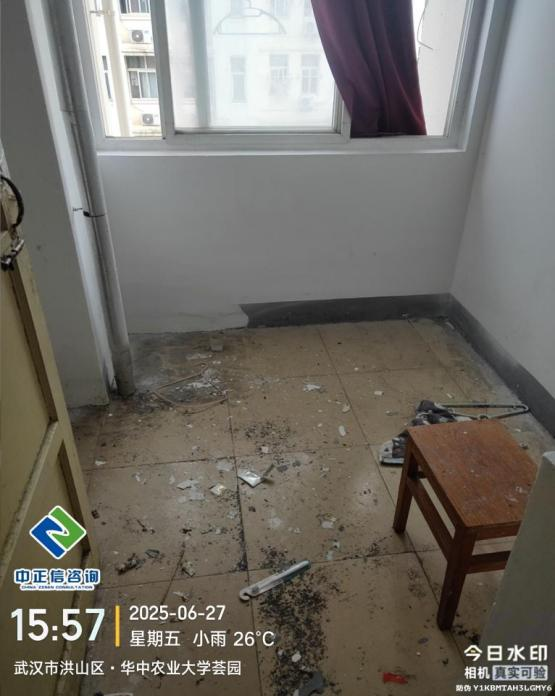 中正信咨询
CHINA ZENSN CONSULTATION
15:57
2025-06-27
星期五 小雨 26℃
武汉市洪山区·华中农业大学荟园
今日水印
相机 真实可验
防伪 Y1KBMTAH3LGMY6